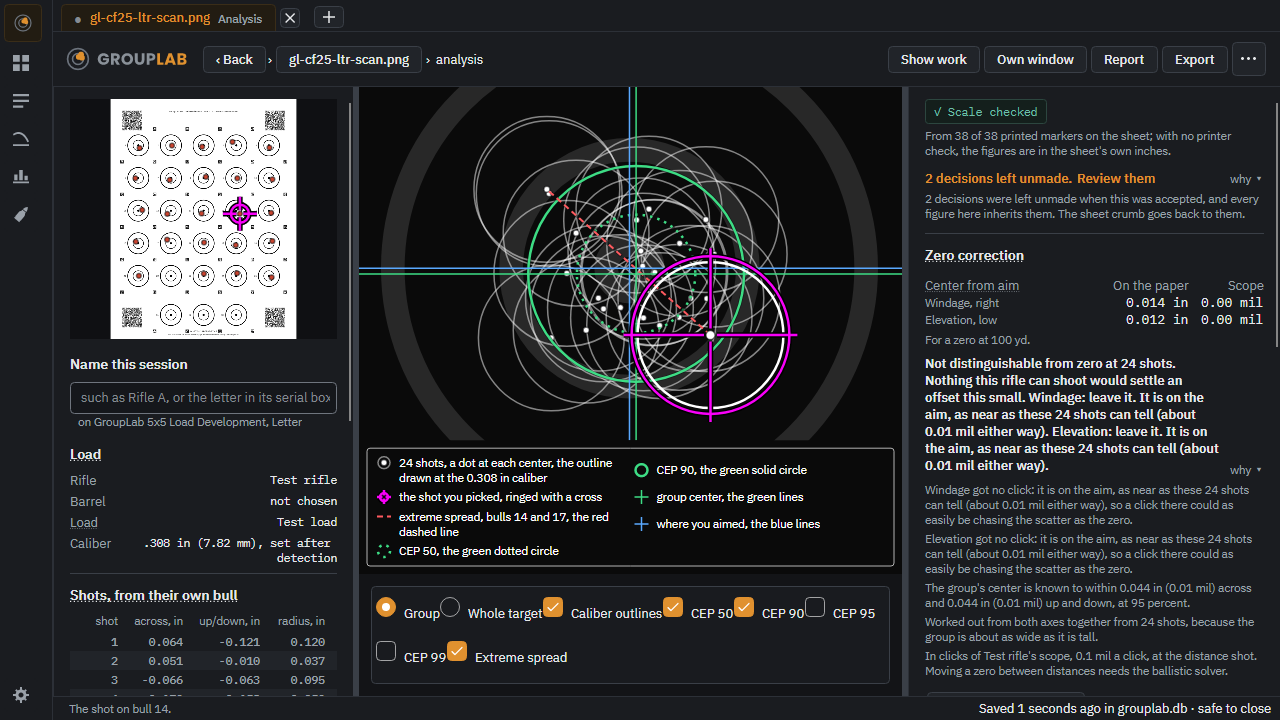 gl-cf25-ltr-scan.png Analysis
GROUPLAB
‹ Back › gl-cf25-ltr-scan.png › analysis
Show work Own window Report Export
Name this session
such as Rifle A, or the letter in its serial box
on GroupLab 5x5 Load Development, Letter
Load
Rifle Test rifle
Barrel not chosen
Load Test load
Caliber .308 in (7.82 mm), set after
detection
Shots, from their own bull
shot across, in up/down, in radius, in
1 0.064 -0.121 0.120
2 0.051 -0.010 0.037
3 -0.066 -0.063 0.095
24 shots, a dot at each center, the outline
drawn at the 0.308 in caliber
the shot you picked, ringed with a cross
extreme spread, bulls 14 and 17, the red
dashed line
CEP 50, the green dotted circle
CEP 90, the green solid circle
group center, the green lines
where you aimed, the blue lines
Group Whole target Caliber outlines CEP 50 CEP 90 CEP 95
CEP 99 Extreme spread
√ Scale checked
From 38 of 38 printed markers on the sheet; with no printer
check, the figures are in the sheet's own inches.
2 decisions left unmade. Review them why
2 decisions were left unmade when this was accepted, and every
figure here inherits them. The sheet crumb goes back to them.
Zero correction
Center from aim On the paper Scope
Windage, right 0.014 in 0.00 mil
Elevation, low 0.012 in 0.00 mil
For a zero at 100 yd.
Not distinguishable from zero at 24 shots.
Nothing this rifle can shoot would settle an
offset this small. Windage: leave it. It is on the
aim, as near as these 24 shots can tell (about
0.01 mil either way). Elevation: leave it. It is on
the aim, as near as these 24 shots can tell (about
0.01 mil either way).
why
Windage got no click: it is on the aim, as near as these 24 shots
can tell (about 0.01 mil either way), so a click there could as
easily be chasing the scatter as the zero.
Elevation got no click: it is on the aim, as near as these 24 shots
can tell (about 0.01 mil either way), so a click there could as
easily be chasing the scatter as the zero.
The group's center is known to within 0.044 in (0.01 mil) across
and 0.044 in (0.01 mil) up and down, at 95 percent.
Worked out from both axes together from 24 shots, because the
group is about as wide as it is tall.
In clicks of Test rifle's scope, 0.1 mil a click, at the distance shot.
Moving a zero between distances needs the ballistic solver.
The shot on bull 14.
Saved 1 seconds ago in grouplab.db · safe to close